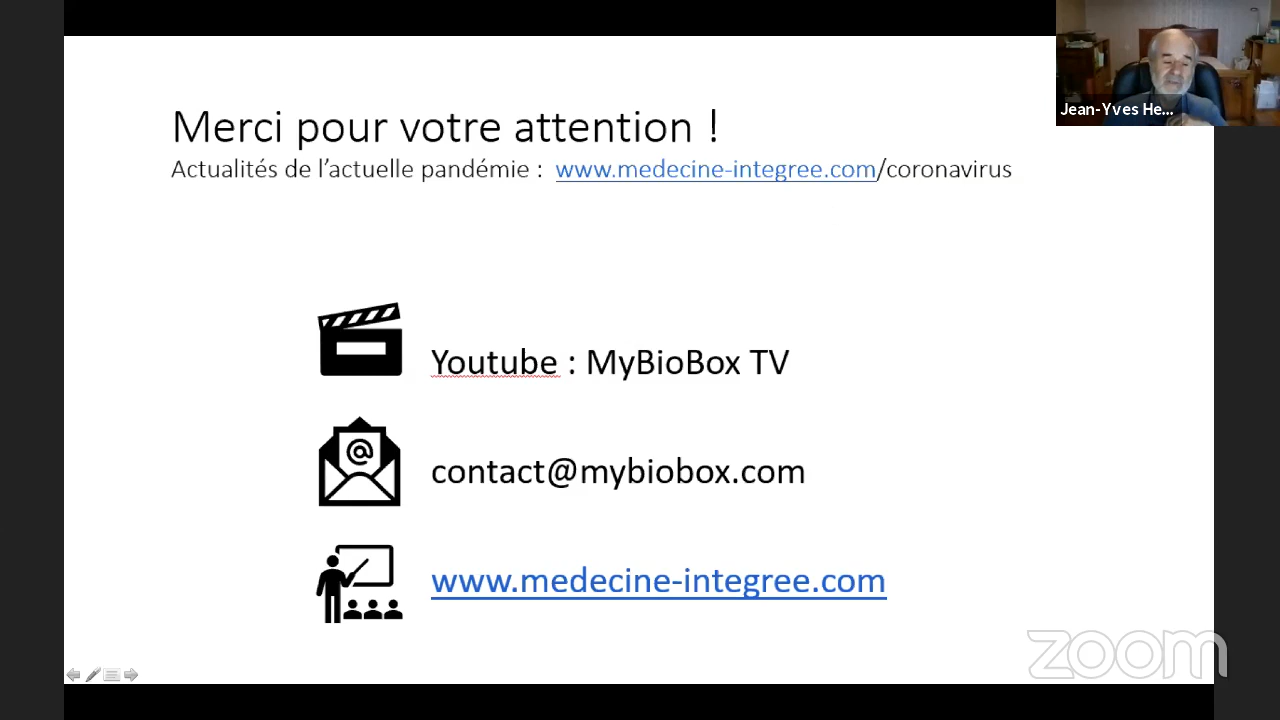 Jean-Yves He...
Merci pour votre attention !
Actualités de l’actuelle pandémie : www.medecine-integree.com/coronavirus
Youtube : MyBioBox TV
@
contact@mybiobox.com
www.medecine-integree.com
zoom